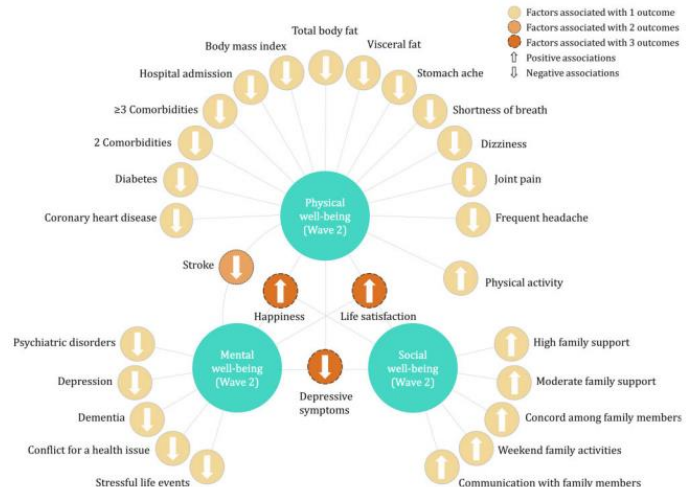 Total body fat
Body mass index
Visceral fat
Hospital admission
Stomach ache
≥3 Comorbidities
Shortness of breath
2 Comorbidities
Dizziness
Diabetes
Joint pain
Coronary heart disease
Frequent headache
Physical
well-being
(Wave 2)
Stroke
Physical activity
Happiness
Life satisfaction
Psychiatric disorders
Depression
Dementia
Conflict for a health issue
Stressful life events
Mental
well-being
(Wave 2)
Depressive
symptoms
Social
well-being
(Wave 2)
High family support
Moderate family support
Concord among family members
Weekend family activities
Communication with family members
Factors associated with 1 outcome
Factors associated with 2 outcomes
Factors associated with 3 outcomes
Positive associations
Negative associations